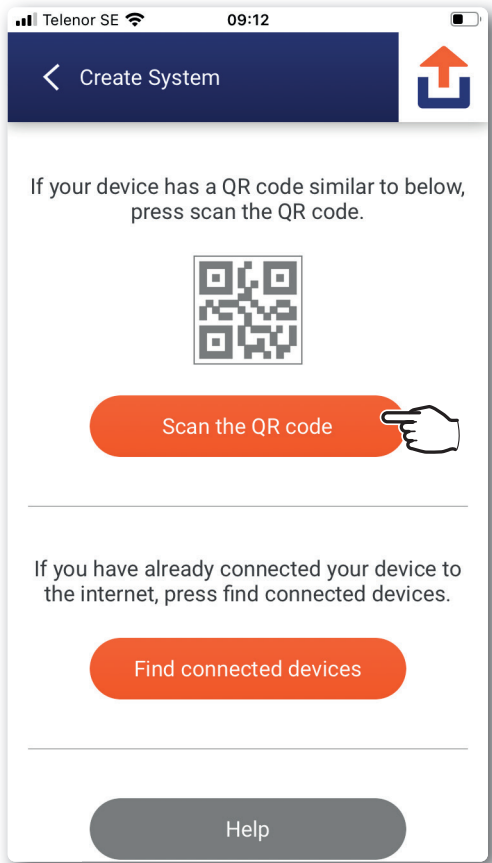 Telenor SE 09:12
Create System
If your device has a QR code similar to below,
press scan the QR code.
Scan the QR code
If you have already connected your device to
the internet, press find connected devices.
Find connected devices
Help